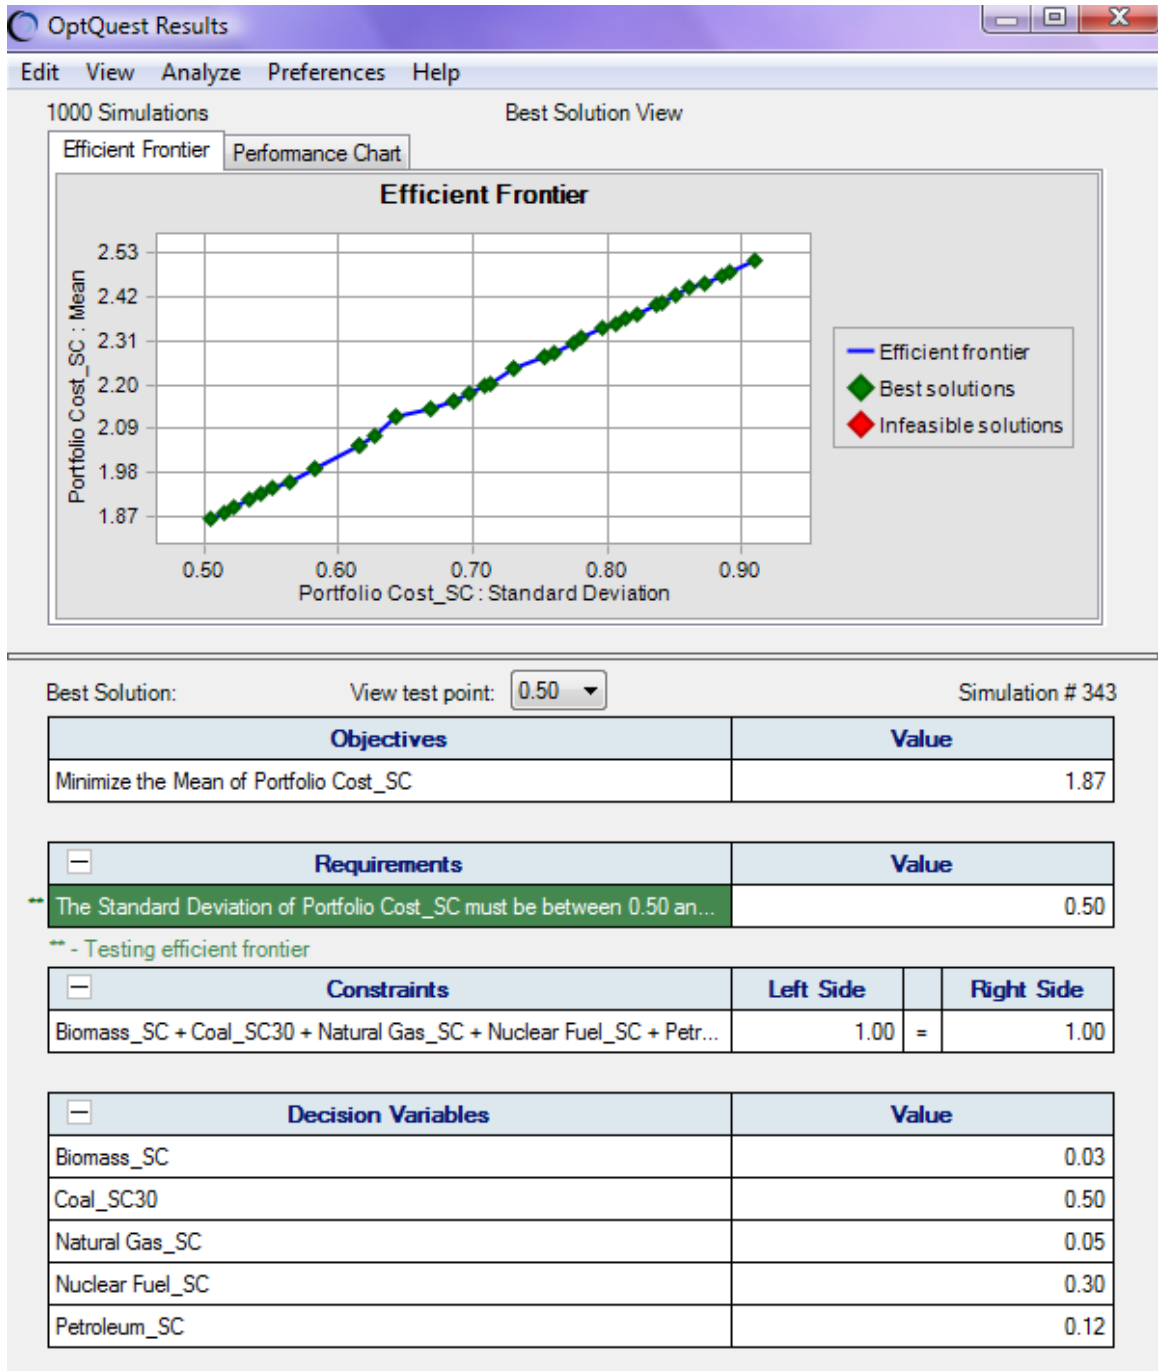 OptQuest Results
Edit View Analyze Preferences Help
1000 Simulations Best Solution View
Efficient Frontier Performance Chart
Efficient Frontier
Portfolio Cost_SC : Mean
2.53
2.42
2.31
2.20
2.09
1.98
1.87
0.50 0.60 0.70 0.80 0.90
Portfolio Cost_SC : Standard Deviation
Efficient frontier
Best solutions
Infeasible solutions
Best Solution: View test point: 0.50 Simulation # 343
Objectives Value
Minimize the Mean of Portfolio Cost_SC 1.87
Requirements Value
** The Standard Deviation of Portfolio Cost_SC must be between 0.50 an... 0.50
** - Testing efficient frontier
Constraints Left Side Right Side
Biomass_SC + Coal_SC30 + Natural Gas_SC + Nuclear Fuel_SC + Petr... 1.00 = 1.00
Decision Variables Value
Biomass_SC 0.03
Coal_SC30 0.50
Natural Gas_SC 0.05
Nuclear Fuel_SC 0.30
Petroleum_SC 0.12